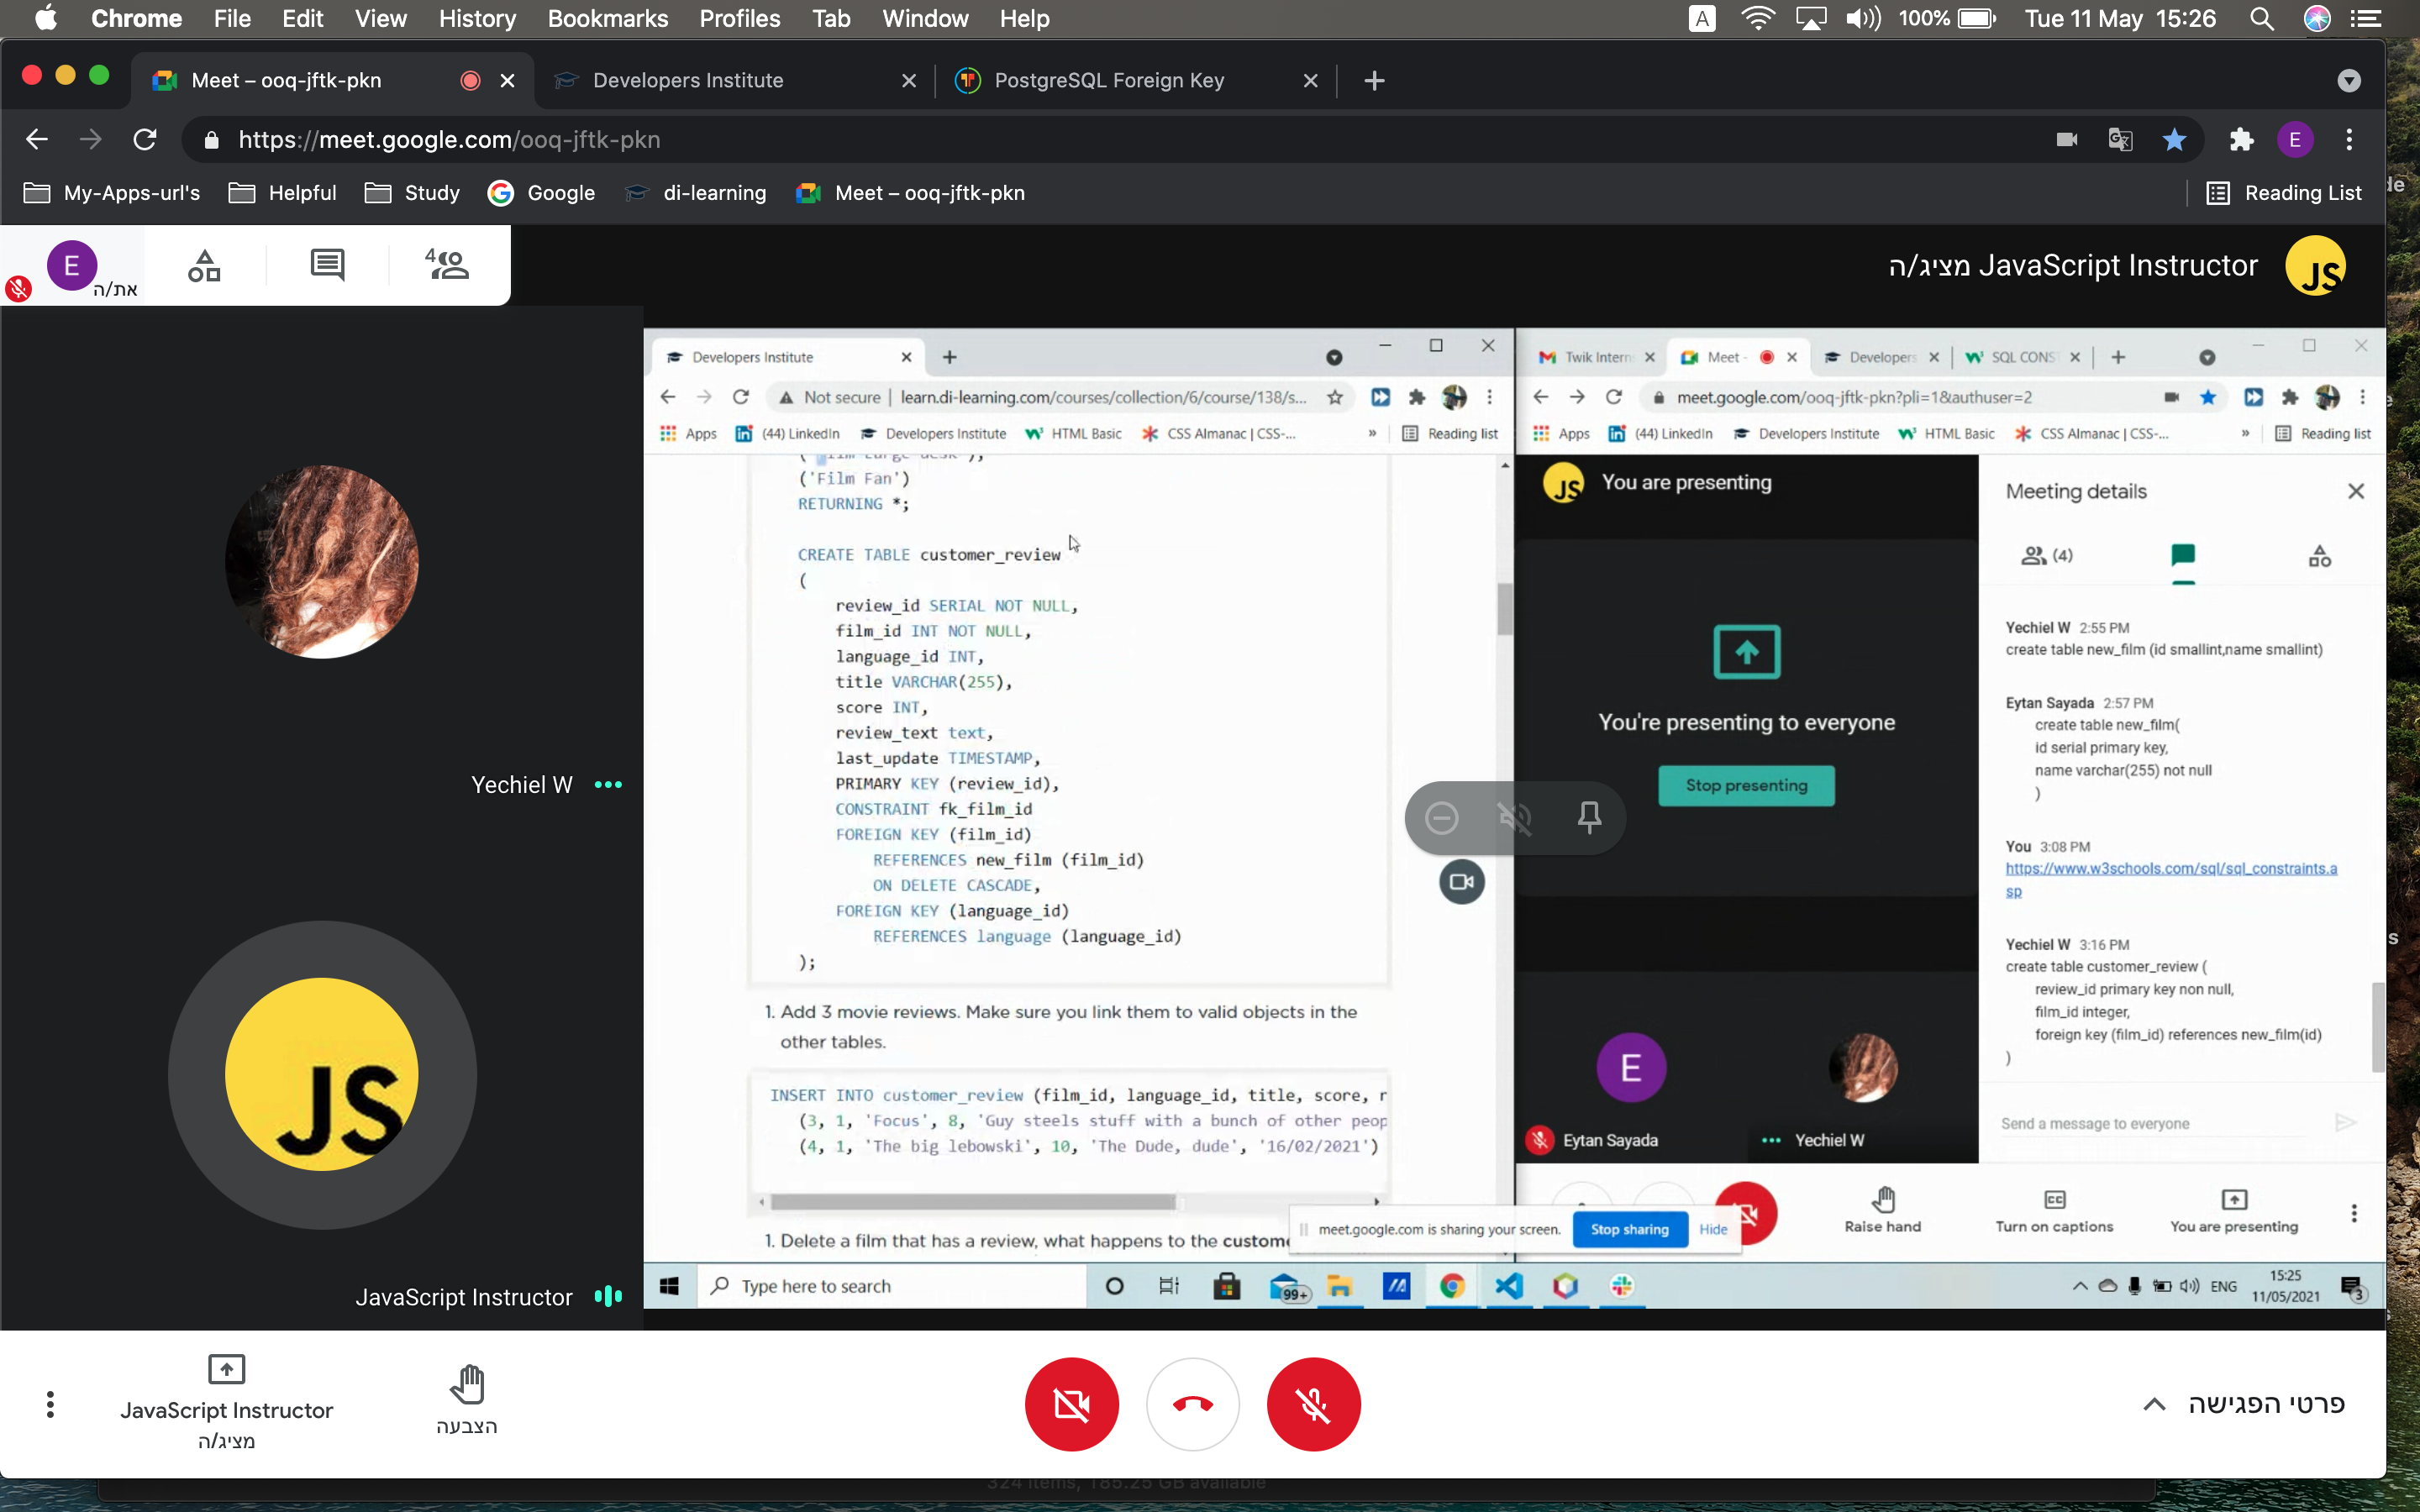 Chrome File Edit View History Bookmarks Profiles Tab Window Help
A 100% Tue 11 May 15:26
Meet – ooq-jftk-pkn
Developers Institute
PostgreSQL Foreign Key
https://meet.google.com/ooq-jftk-pkn
E
My-Apps-url's Helpful Study Google di-learning Meet – ooq-jftk-pkn
Reading List
E
את/ה
4
JavaScript Instructor מציג/ה
JS
Yechiel W
JS
JavaScript Instructor
Developers Institute
Not secure | learn.di-learning.com/courses/collection/6/course/138/s...
Apps (44) LinkedIn Developers Institute HTML Basic CSS Almanac | CSS-... » Reading list
('Film Fan')
RETURNING *;
CREATE TABLE customer_review
(
review_id SERIAL NOT NULL,
film_id INT NOT NULL,
language_id INT,
title VARCHAR(255),
score INT,
review_text text,
last_update TIMESTAMP,
PRIMARY KEY (review_id),
CONSTRAINT fk_film_id
FOREIGN KEY (film_id)
REFERENCES new_film (film_id)
ON DELETE CASCADE,
FOREIGN KEY (language_id)
REFERENCES language (language_id)
);
1. Add 3 movie reviews. Make sure you link them to valid objects in the
other tables.
INSERT INTO customer_review (film_id, language_id, title, score, r
(3, 1, 'Focus', 8, 'Guy steels stuff with a bunch of other peop
(4, 1, 'The big lebowski', 10, 'The Dude, dude', '16/02/2021')
1. Delete a film that has a review, what happens to the custome
Twik Intern
Meet -
Developers
SQL CONS
meet.google.com/ooq-jftk-pkn?pli=1&authuser=2
Apps (44) LinkedIn Developers Institute HTML Basic CSS Almanac | CSS-... » Reading list
JS You are presenting
You're presenting to everyone
Stop presenting
E
Eytan Sayada
Yechiel W
Meeting details
(4)
Yechiel W 2:55 PM
create table new_film (id smallint,name smallint)
Eytan Sayada 2:57 PM
create table new_film(
id serial primary key,
name varchar(255) not null
)
You 3:08 PM
https://www.w3schools.com/sql/sql_constraints.a
sp
Yechiel W 3:16 PM
create table customer_review (
review_id primary key non null,
film_id integer,
foreign key (film_id) references new_film(id)
)
Send a message to everyone
meet.google.com is sharing your screen. Stop sharing Hide
Raise hand
Turn on captions
You are presenting
Type here to search
99+
ENG
15:25
11/05/2021
3
JavaScript Instructor
מציג/ה
הצבעה
פרטי הפגישה
324 items, 185.25 GB available